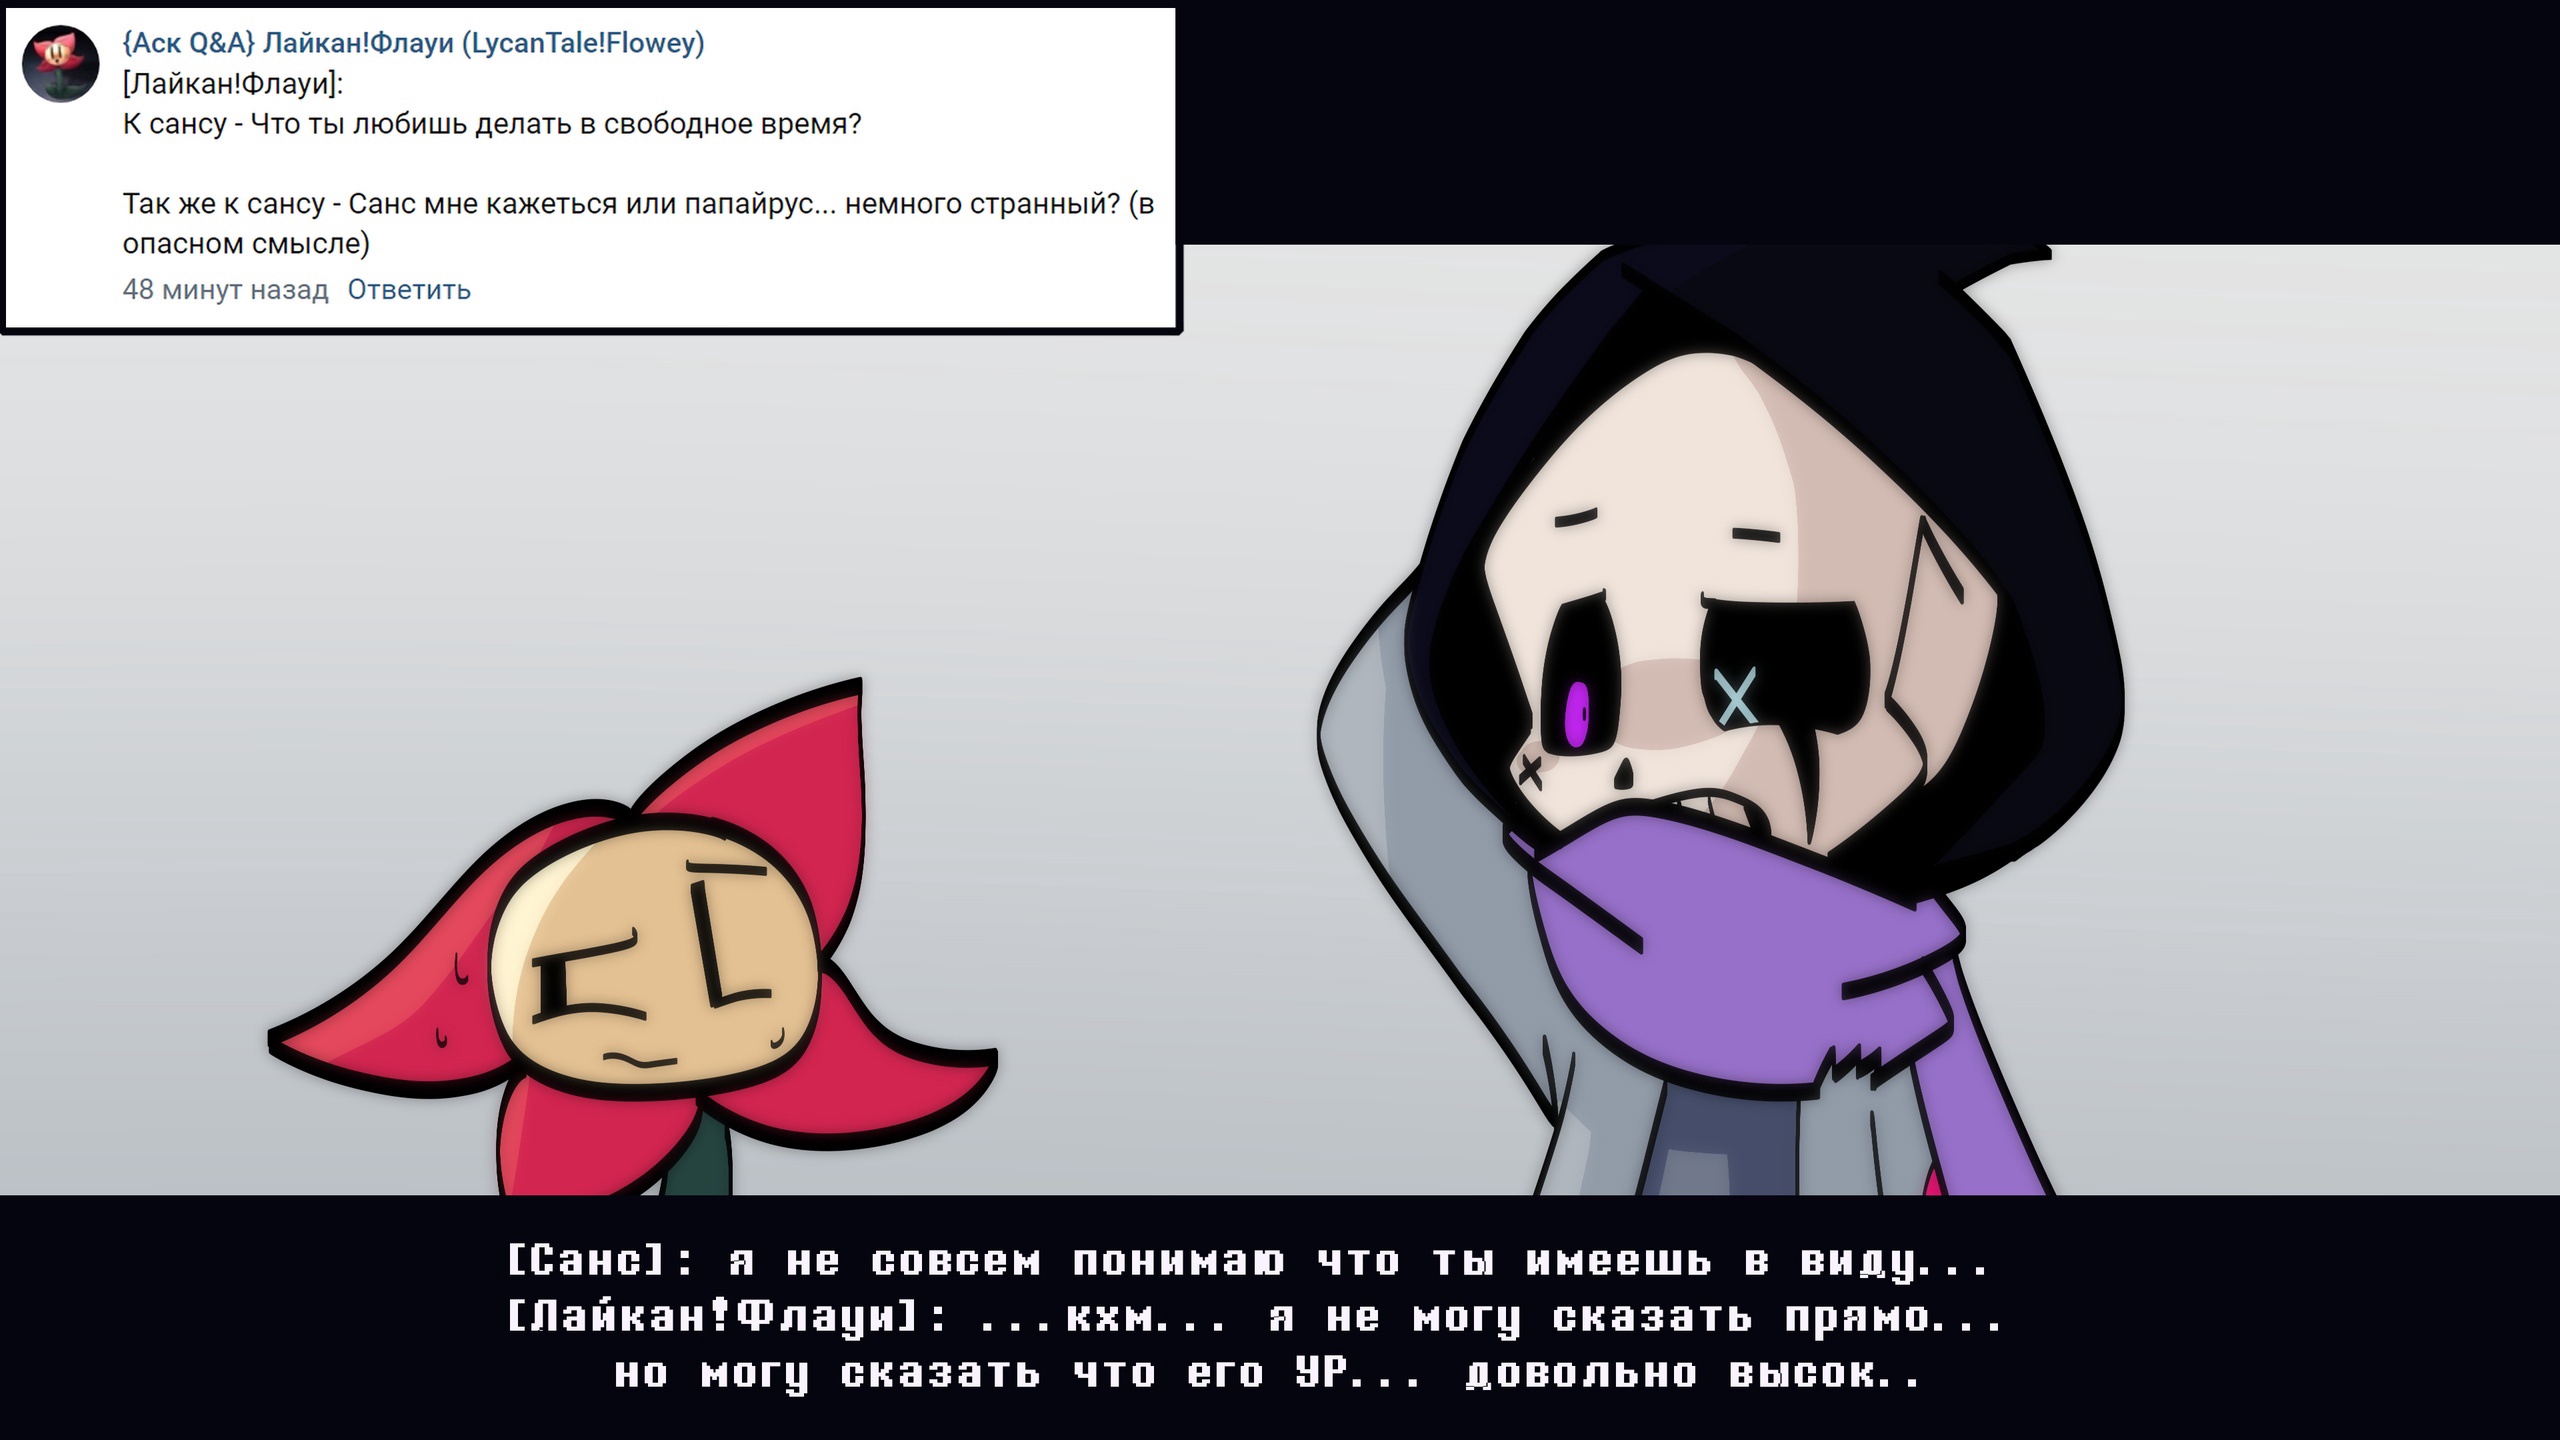 {Аск Q&A} Лайкан!Флауи (LycanTale!Flowey)
[Лайкан!Флауи]:
К сансу - Что ты любишь делать в свободное время?
Так же к сансу - Санс мне кажеться или папайрус... немного странный? (в
опасном смысле)
48 минут назад Ответить
[Санс]: я не совсем понимаю что ты имеешь в виду...
[Лайкан!Флауи]: ...кхм... я не могу сказать прямо...
но могу сказать что его УР... довольно высок..